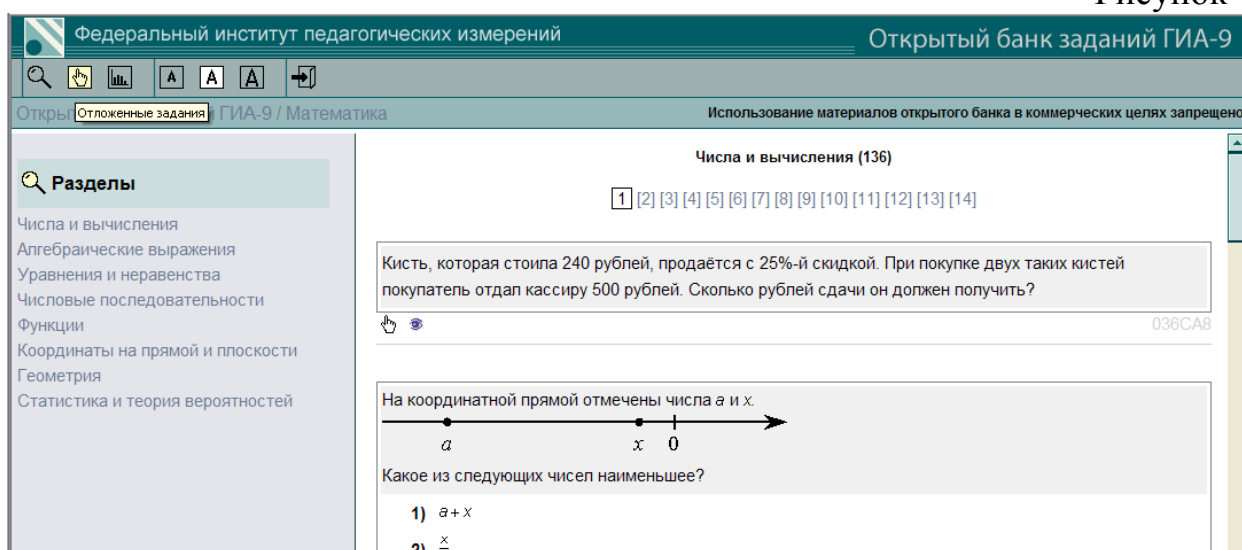 Рисунок
Федеральный институт педагогических измерений
Открытый банк заданий ГИА-9
A A A
Отложенные задания
ГИА-9 / Математика
Использование материалов открытого банка в коммерческих целях запрещено
Разделы
Числа и вычисления
Алгебраические выражения
Уравнения и неравенства
Числовые последовательности
Функции
Координаты на прямой и плоскости
Геометрия
Статистика и теория вероятностей
Числа и вычисления (136)
1 [2] [3] [4] [5] [6] [7] [8] [9] [10] [11] [12] [13] [14]
Кисть, которая стоила 240 рублей, продаётся с 25%-й скидкой. При покупке двух таких кистей
покупатель отдал кассиру 500 рублей. Сколько рублей сдачи он должен получить?
036CA8
На координатной прямой отмечены числа a и x.
a x 0
Какое из следующих чисел наименьшее?
1) a + x
2) x